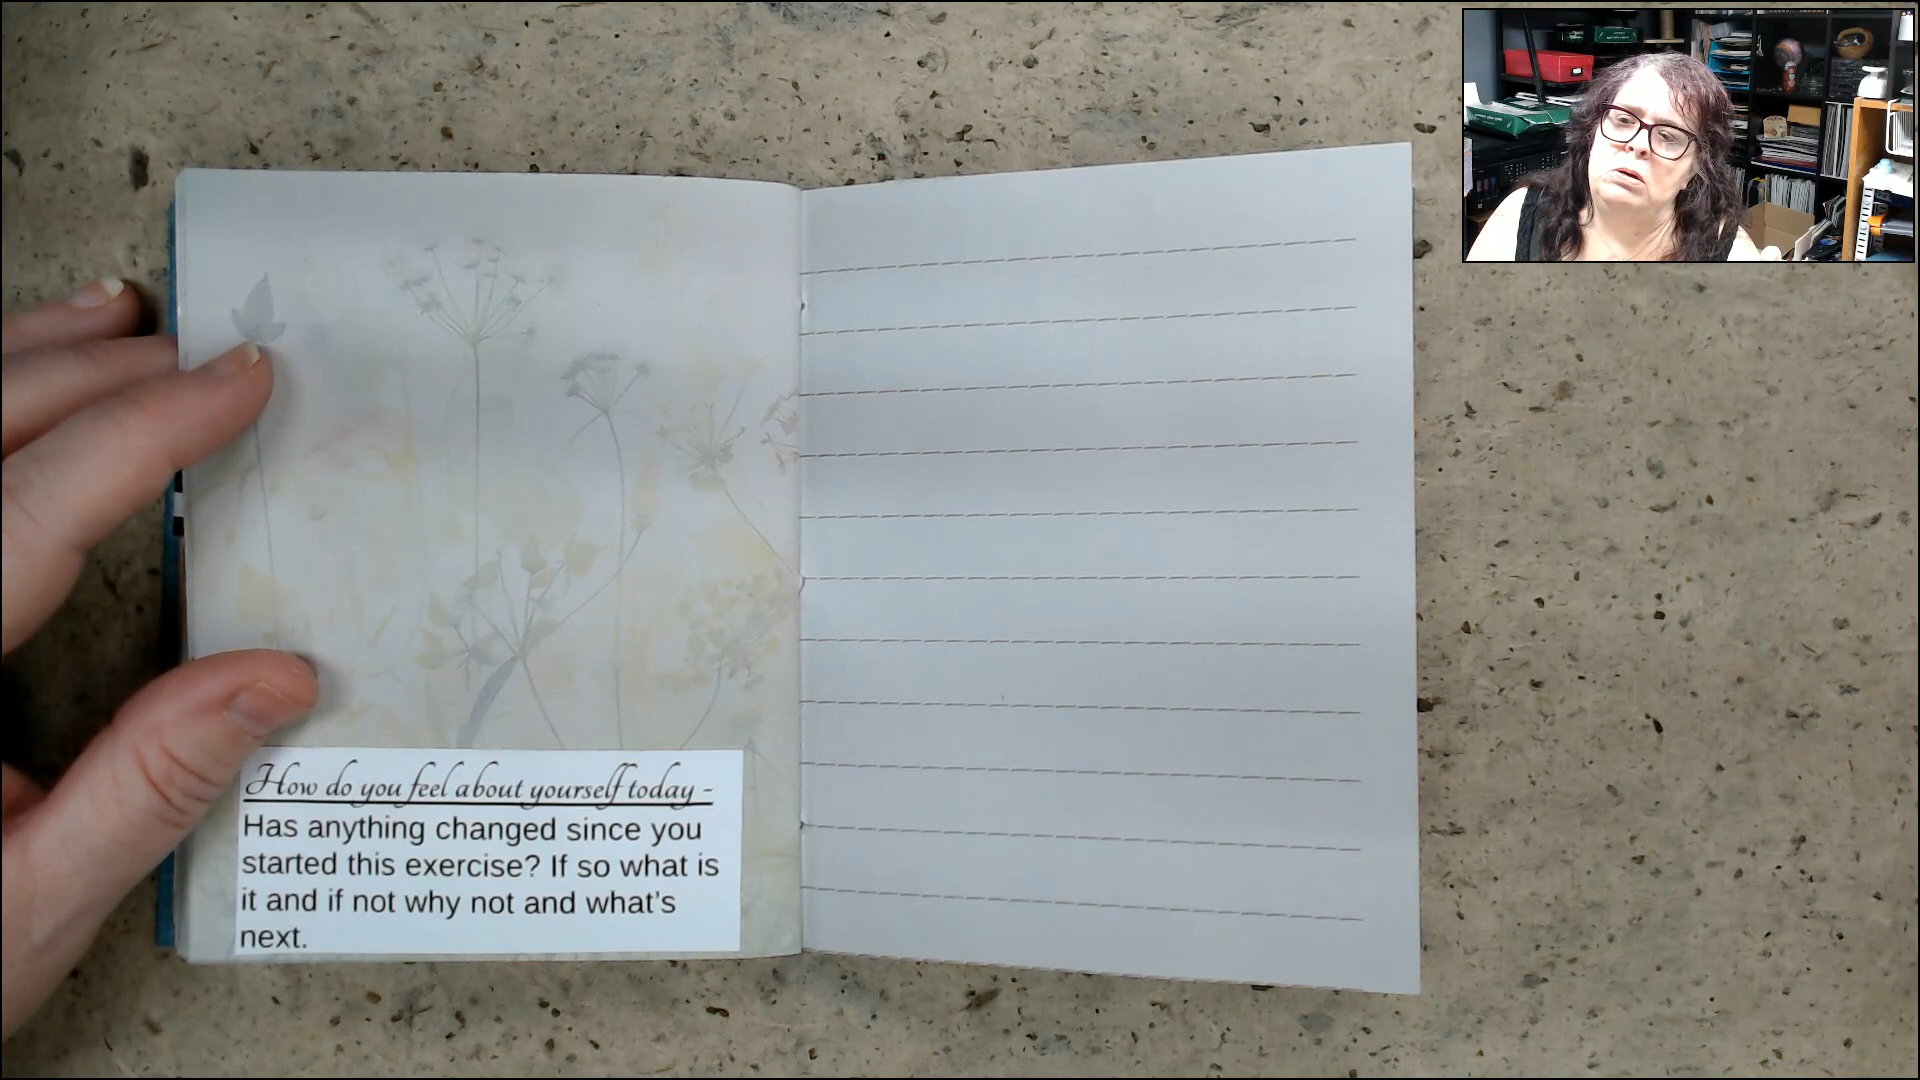 How do you feel about yourself today -
Has anything changed since you
started this exercise? If so what is
it and if not why not and what's
next.